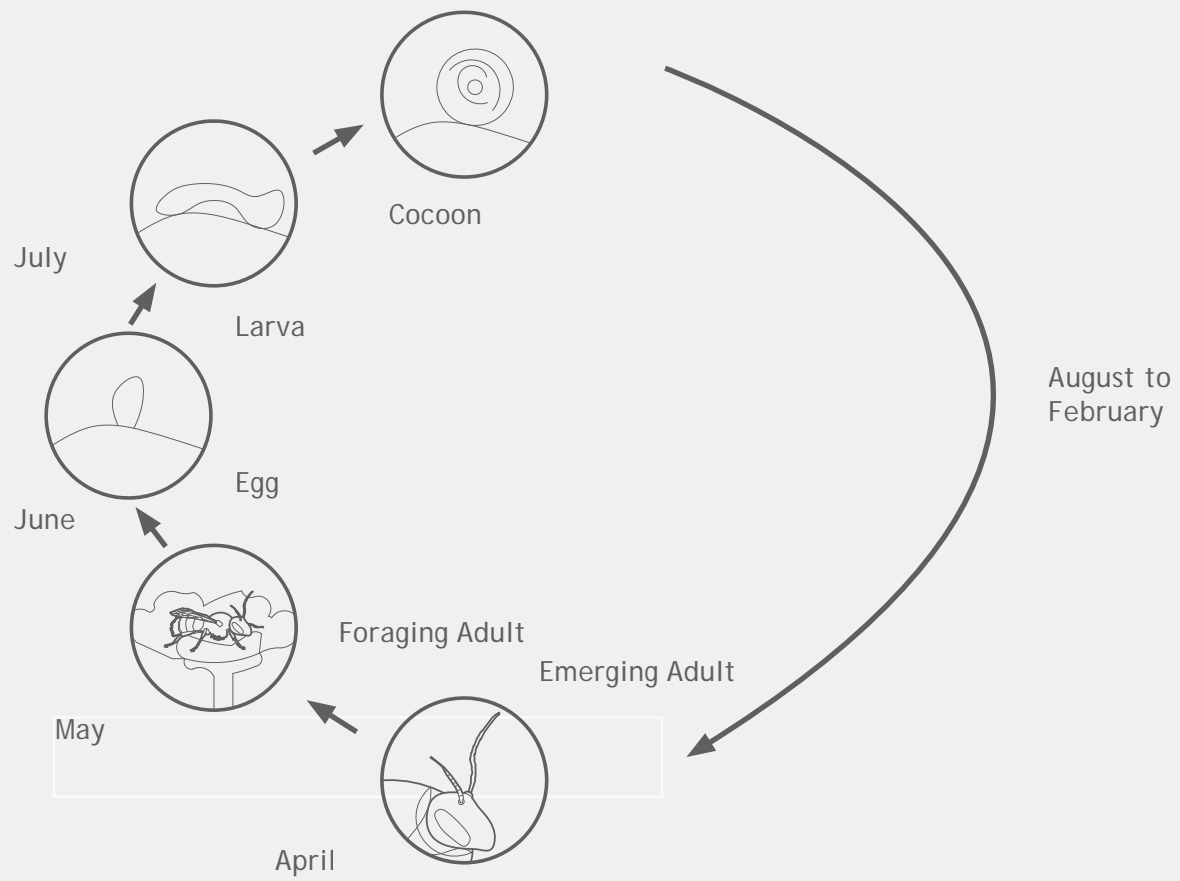 Cocoon
July
Larva
August to
February
Egg
June
Foraging Adult
Emerging Adult
May
April